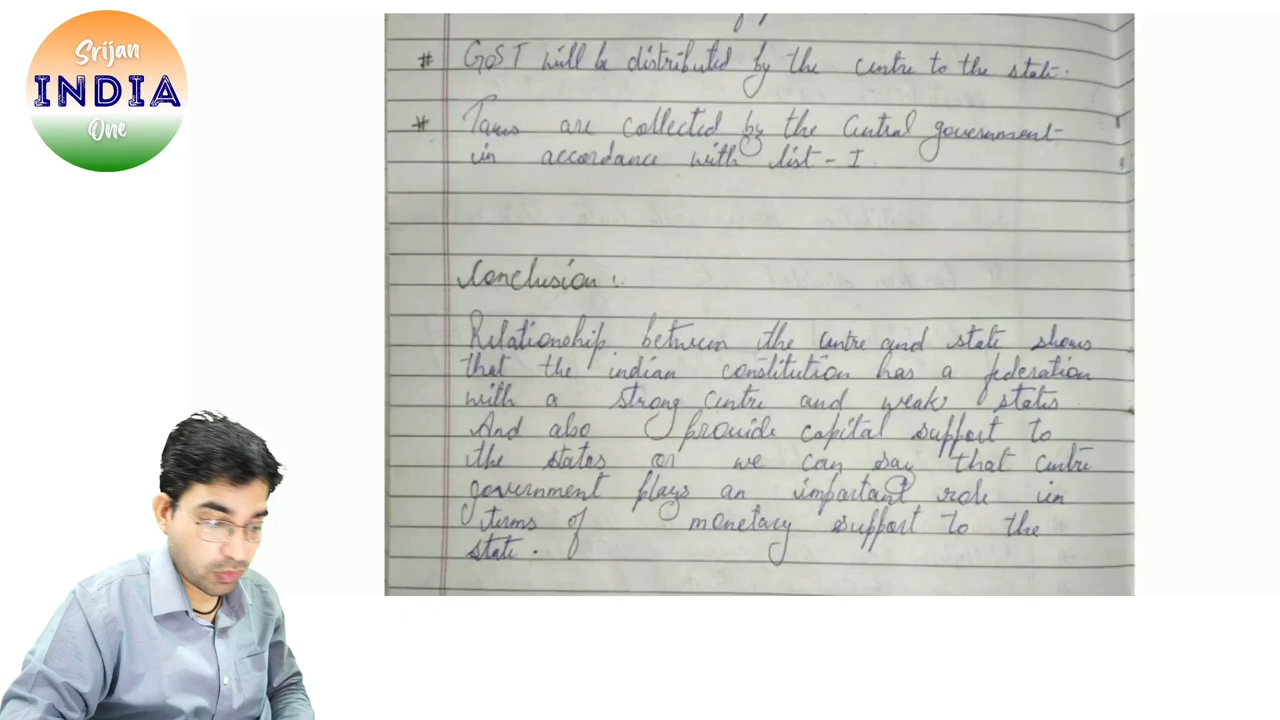 Srijan
INDIA
One
# GST will be distributed by the centre to the state.
# Taxes are collected by the Central government
in accordance with list - I.
Conclusion :
Relationship between the centre and state shows
that the indian constitution has a federation
with a strong centre and weak states.
And also provide capital support to
the states or we can say that centre
government plays an important role in
terms of monetary support to the
state.